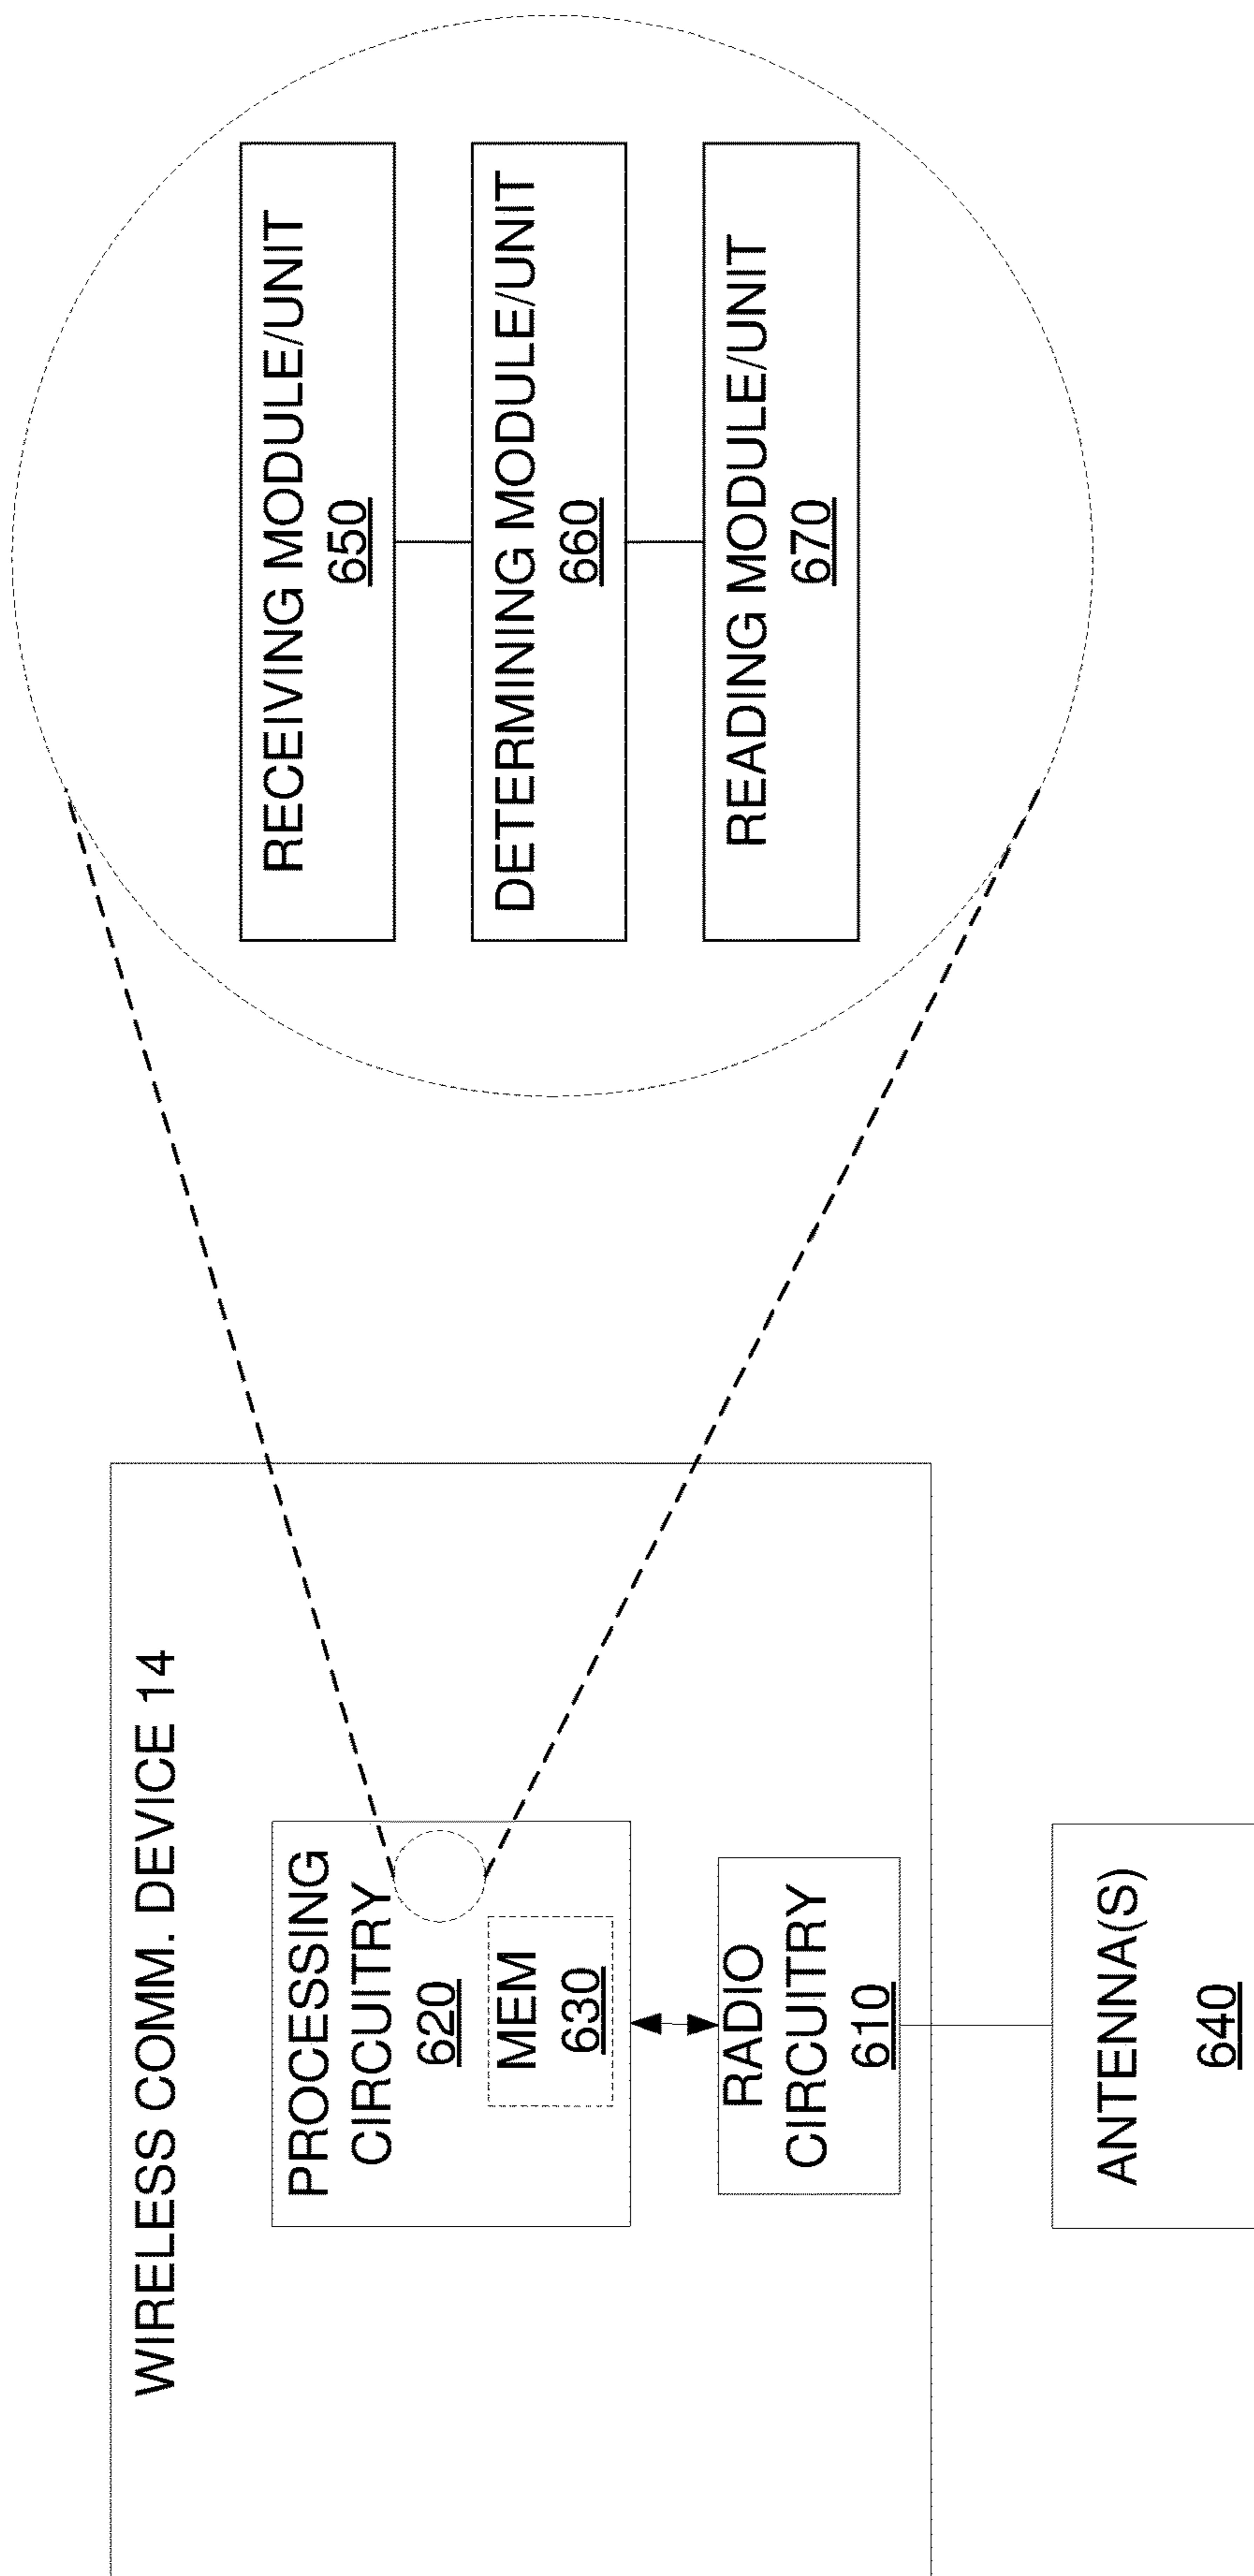 WIRELESS COMM. DEVICE 14
PROCESSING
CIRCUITRY
620
MEM
630
RADIO
CIRCUITRY
610
ANTENNA(S)
640
RECEIVING MODULE/UNIT
650
DETERMINING MODULE/UNIT
660
READING MODULE/UNIT
670